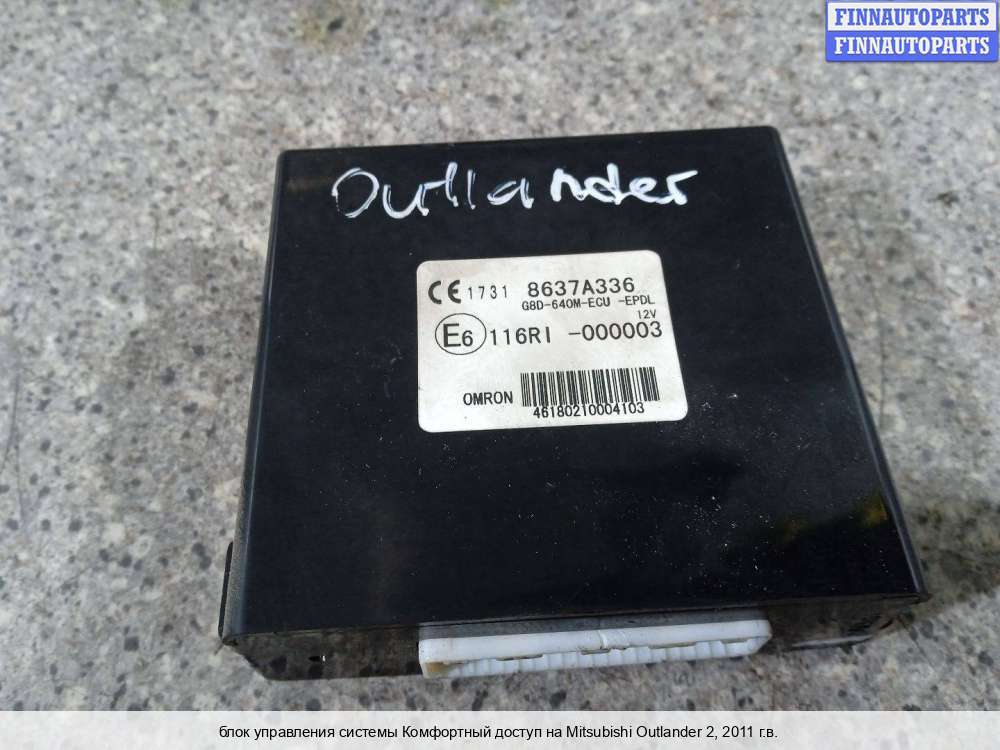 FINNAUTOPARTS
FINNAUTOPARTS
Outlander
CE 1731 8637A336
G8D-640M-ECU -EPDL
12V
E6 116RI -000003
OMRON
46180210004103
блок управления системы Комфортный доступ на Mitsubishi Outlander 2, 2011 г.в.